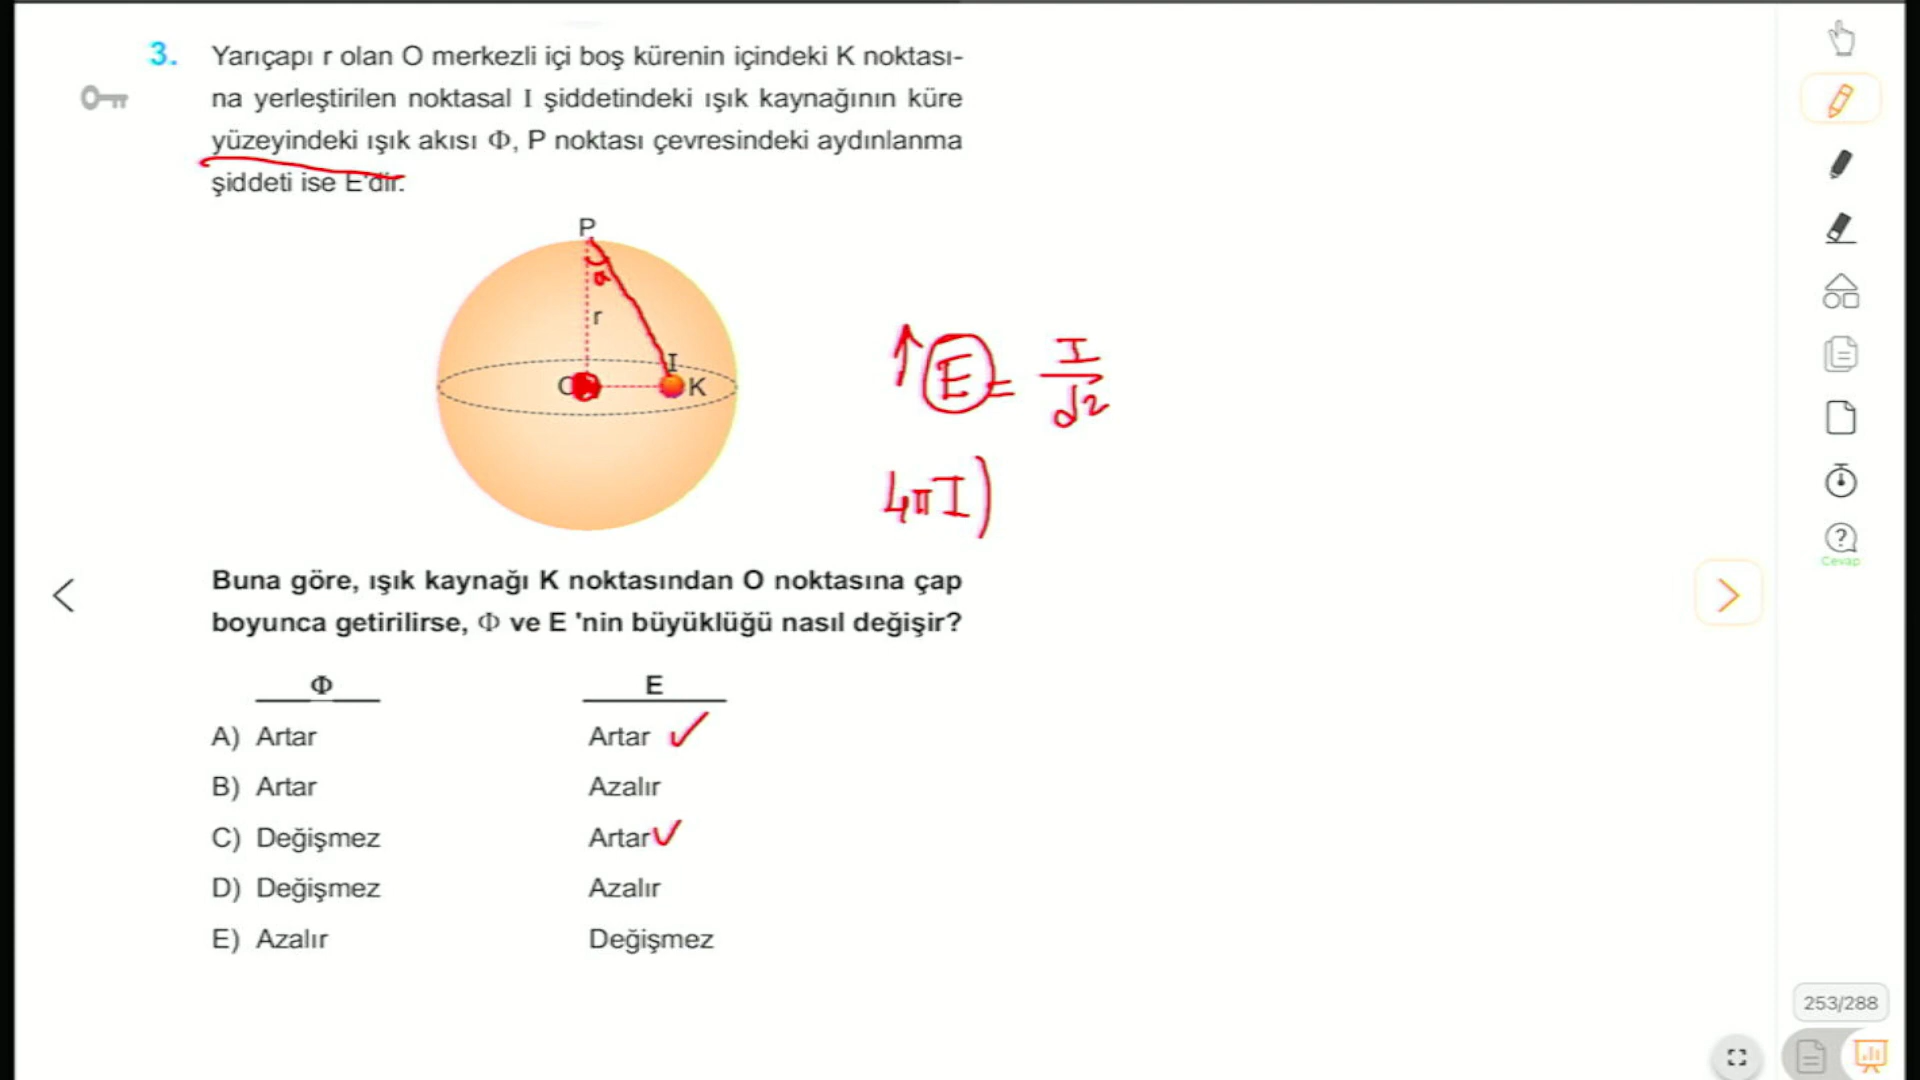 3. Yarıçapı r olan O merkezli içi boş kürenin içindeki K noktası-
na yerleştirilen noktasal I şiddetindeki ışık kaynağının küre
yüzeyindeki ışık akısı Φ, P noktası çevresindeki aydınlanma
şiddeti ise E'dir.
P
α
r
I
O K
E = I/d2
4πI)
Buna göre, ışık kaynağı K noktasından O noktasına çap
boyunca getirilirse, Φ ve E 'nin büyüklüğü nasıl değişir?
Φ E
A) Artar Artar
B) Artar Azalır
C) Değişmez Artar
D) Değişmez Azalır
E) Azalır Değişmez
Cevap
253/288